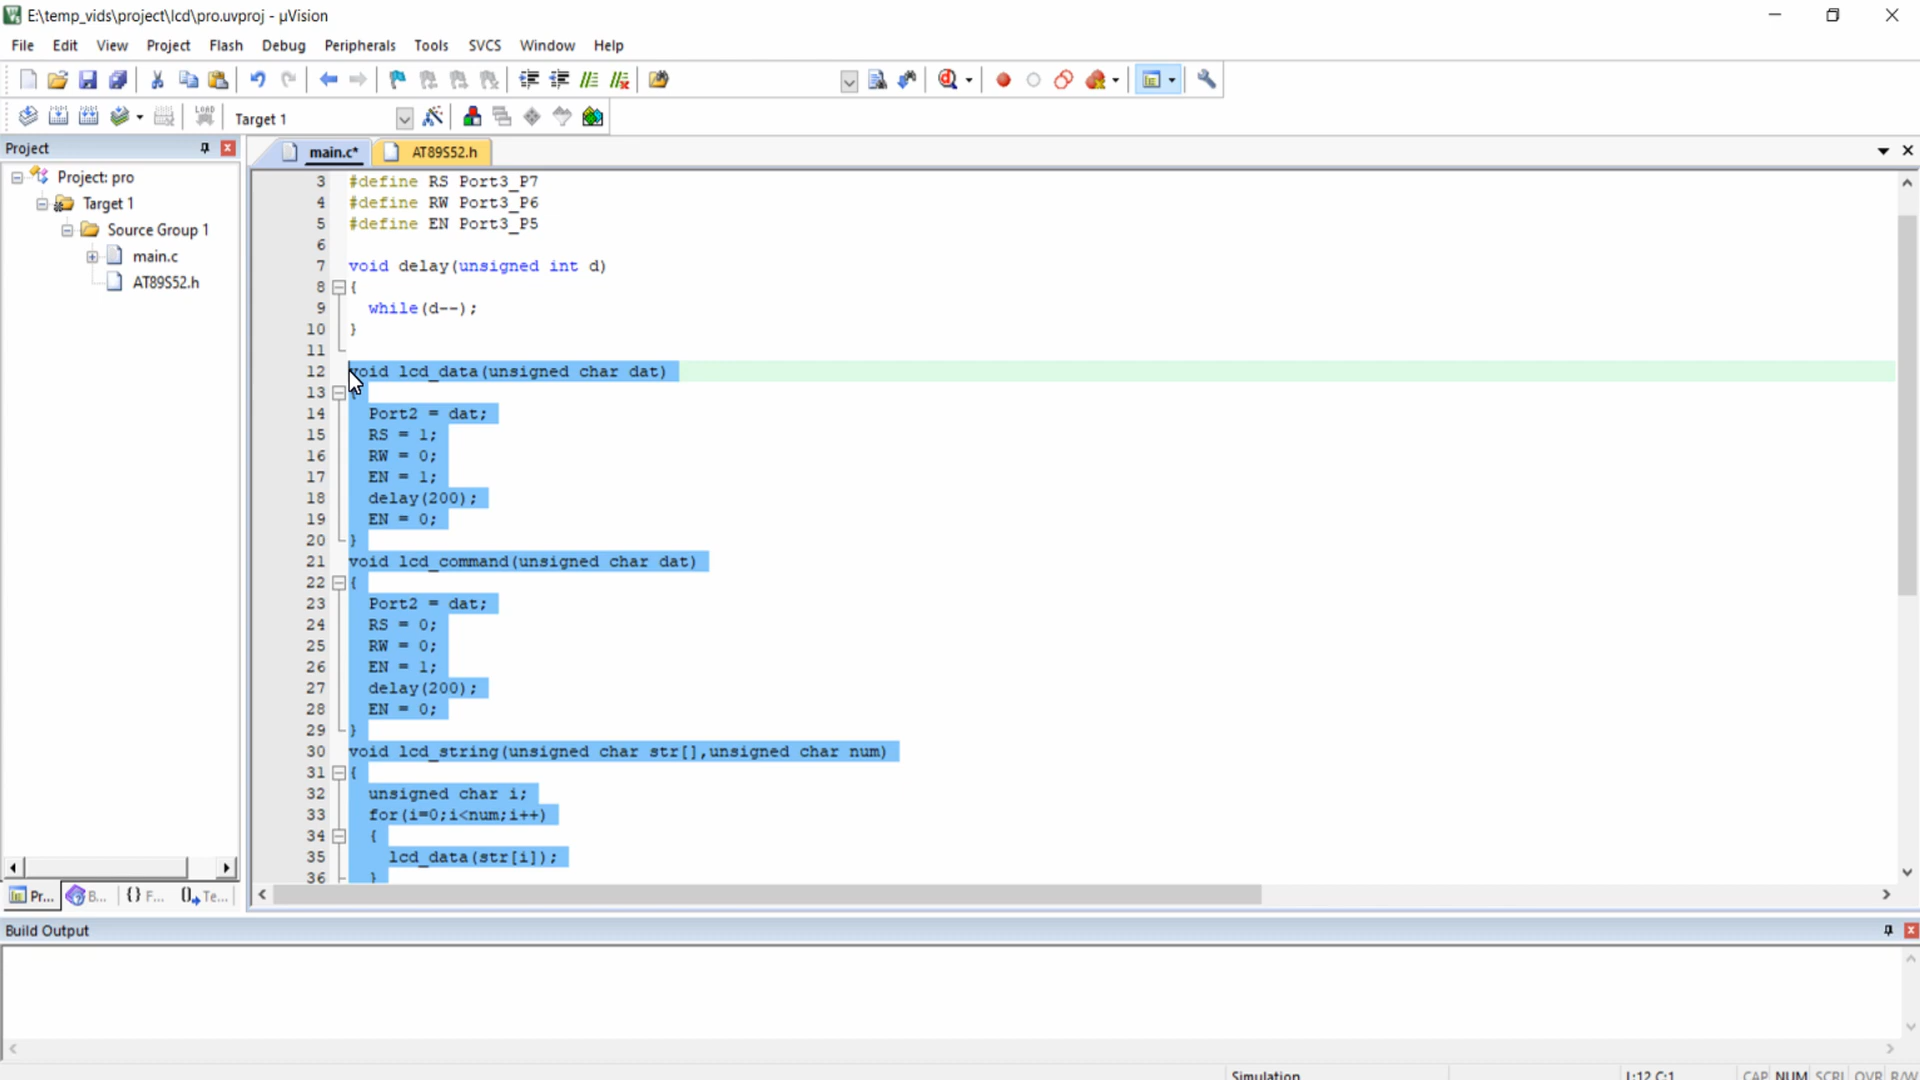 E:\temp_vids\project\lcd\pro.uvproj - µVision
File Edit View Project Flash Debug Peripherals Tools SVCS Window Help
LOAD
Target 1
Project
main.c*
AT89S52.h
Project: pro
Target 1
Source Group 1
main.c
AT89S52.h
3 #define RS Port3_P7
4 #define RW Port3_P6
5 #define EN Port3_P5
6
7 void delay(unsigned int d)
8 {
9 while(d--);
10 }
11
12 void lcd_data(unsigned char dat)
13 {
14 Port2 = dat;
15 RS = 1;
16 RW = 0;
17 EN = 1;
18 delay(200);
19 EN = 0;
20 }
21 void lcd_command(unsigned char dat)
22 {
23 Port2 = dat;
24 RS = 0;
25 RW = 0;
26 EN = 1;
27 delay(200);
28 EN = 0;
29 }
30 void lcd_string(unsigned char str[],unsigned char num)
31 {
32 unsigned char i;
33 for(i=0;i<num;i++)
34 {
35 lcd_data(str[i]);
36 }
Pr... B... {} F... Te...
Build Output
Simulation L:12 C:1 CAP NUM SCRL OVR R/W